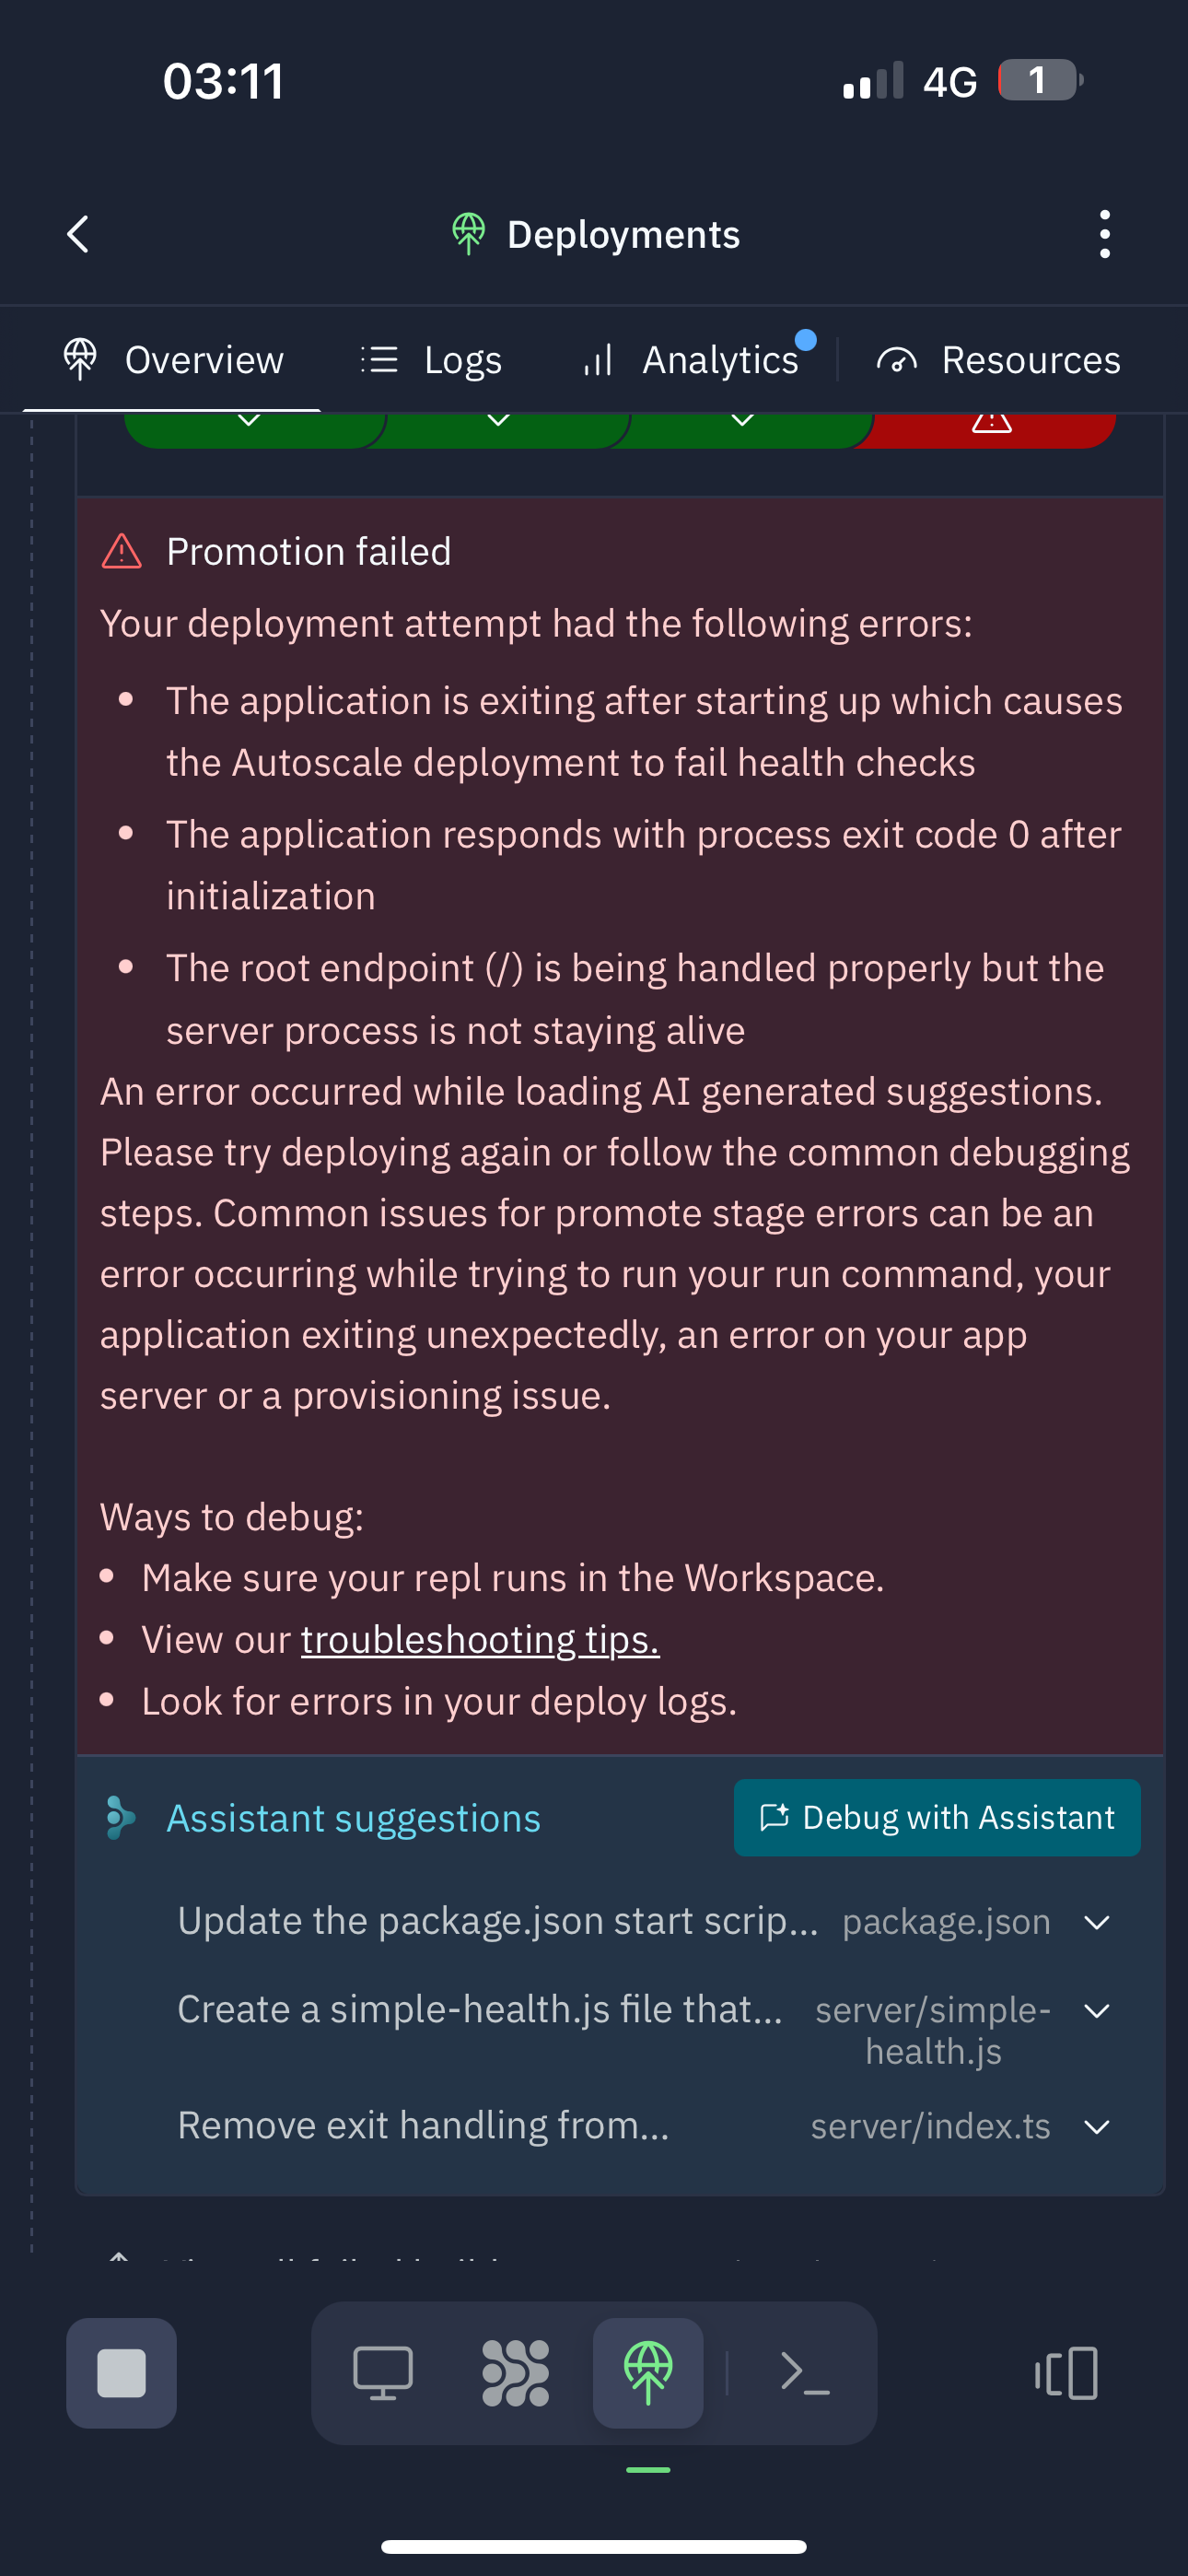 03:11
4G
1
Deployments
Overview
Logs
Analytics
Resources
Promotion failed
Your deployment attempt had the following errors:
• The application is exiting after starting up which causes
the Autoscale deployment to fail health checks
• The application responds with process exit code 0 after
initialization
• The root endpoint (/) is being handled properly but the
server process is not staying alive
An error occurred while loading AI generated suggestions.
Please try deploying again or follow the common debugging
steps. Common issues for promote stage errors can be an
error occurring while trying to run your run command, your
application exiting unexpectedly, an error on your app
server or a provisioning issue.
Ways to debug:
• Make sure your repl runs in the Workspace.
• View our troubleshooting tips.
• Look for errors in your deploy logs.
Assistant suggestions
Debug with Assistant
Update the package.json start scrip... package.json
Create a simple-health.js file that... server/simple-
health.js
Remove exit handling from... server/index.ts